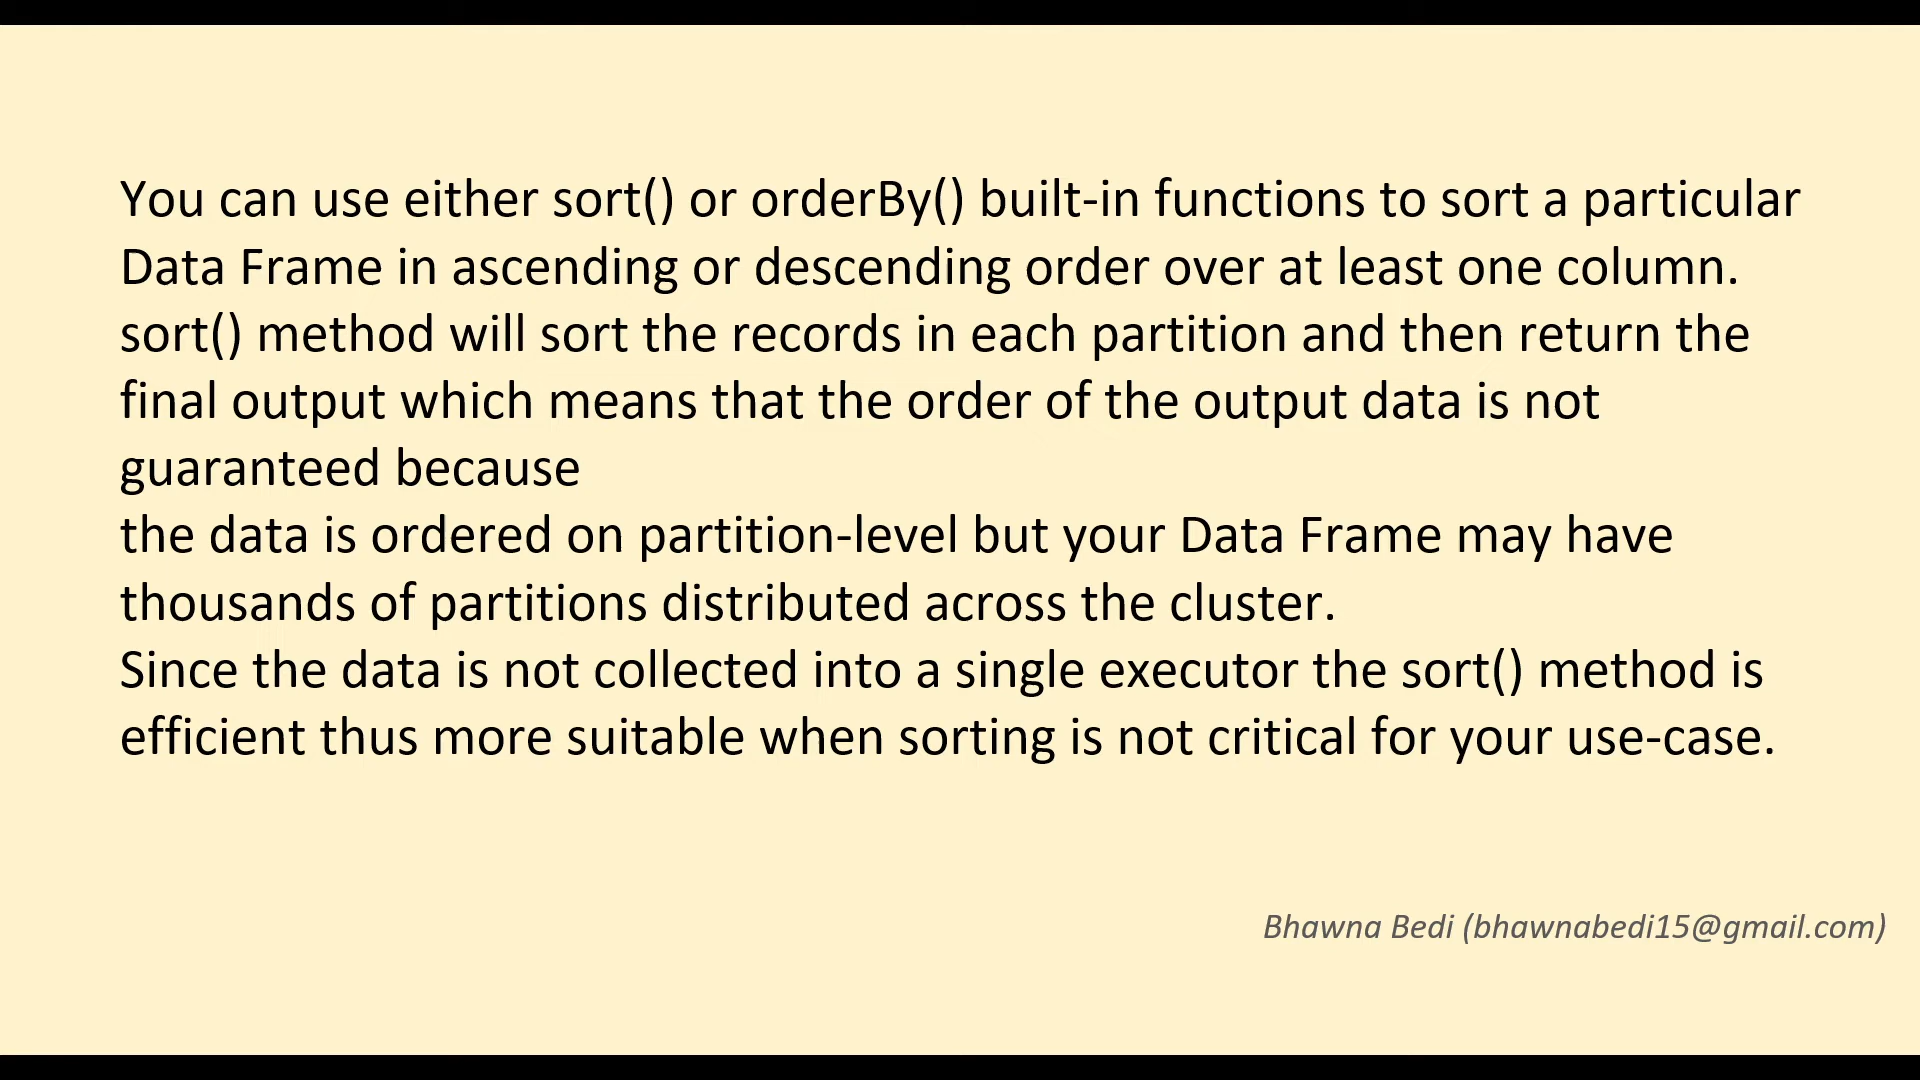 You can use either sort() or orderBy() built-in functions to sort a particular
Data Frame in ascending or descending order over at least one column.
sort() method will sort the records in each partition and then return the
final output which means that the order of the output data is not
guaranteed because
the data is ordered on partition-level but your Data Frame may have
thousands of partitions distributed across the cluster.
Since the data is not collected into a single executor the sort() method is
efficient thus more suitable when sorting is not critical for your use-case.
Bhawna Bedi (bhawnabedi15@gmail.com)